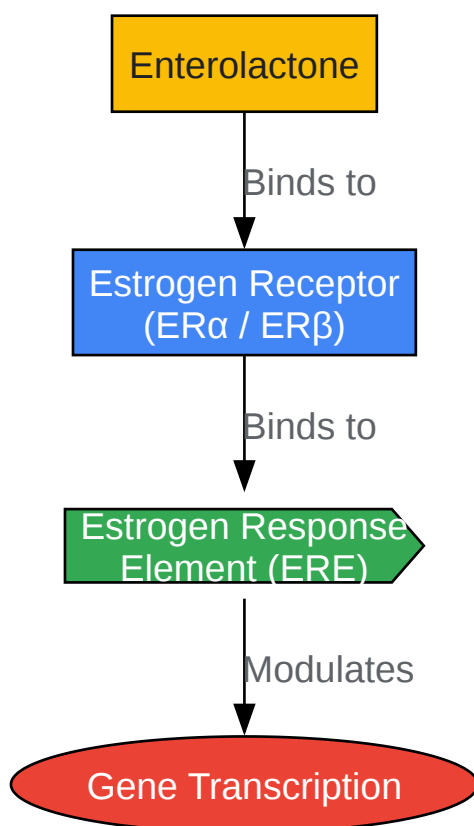 Enterolactone
Binds to
Estrogen Receptor
(ERα / ERβ)
Binds to
Estrogen Response
Element (ERE)
Modulates
Gene Transcription